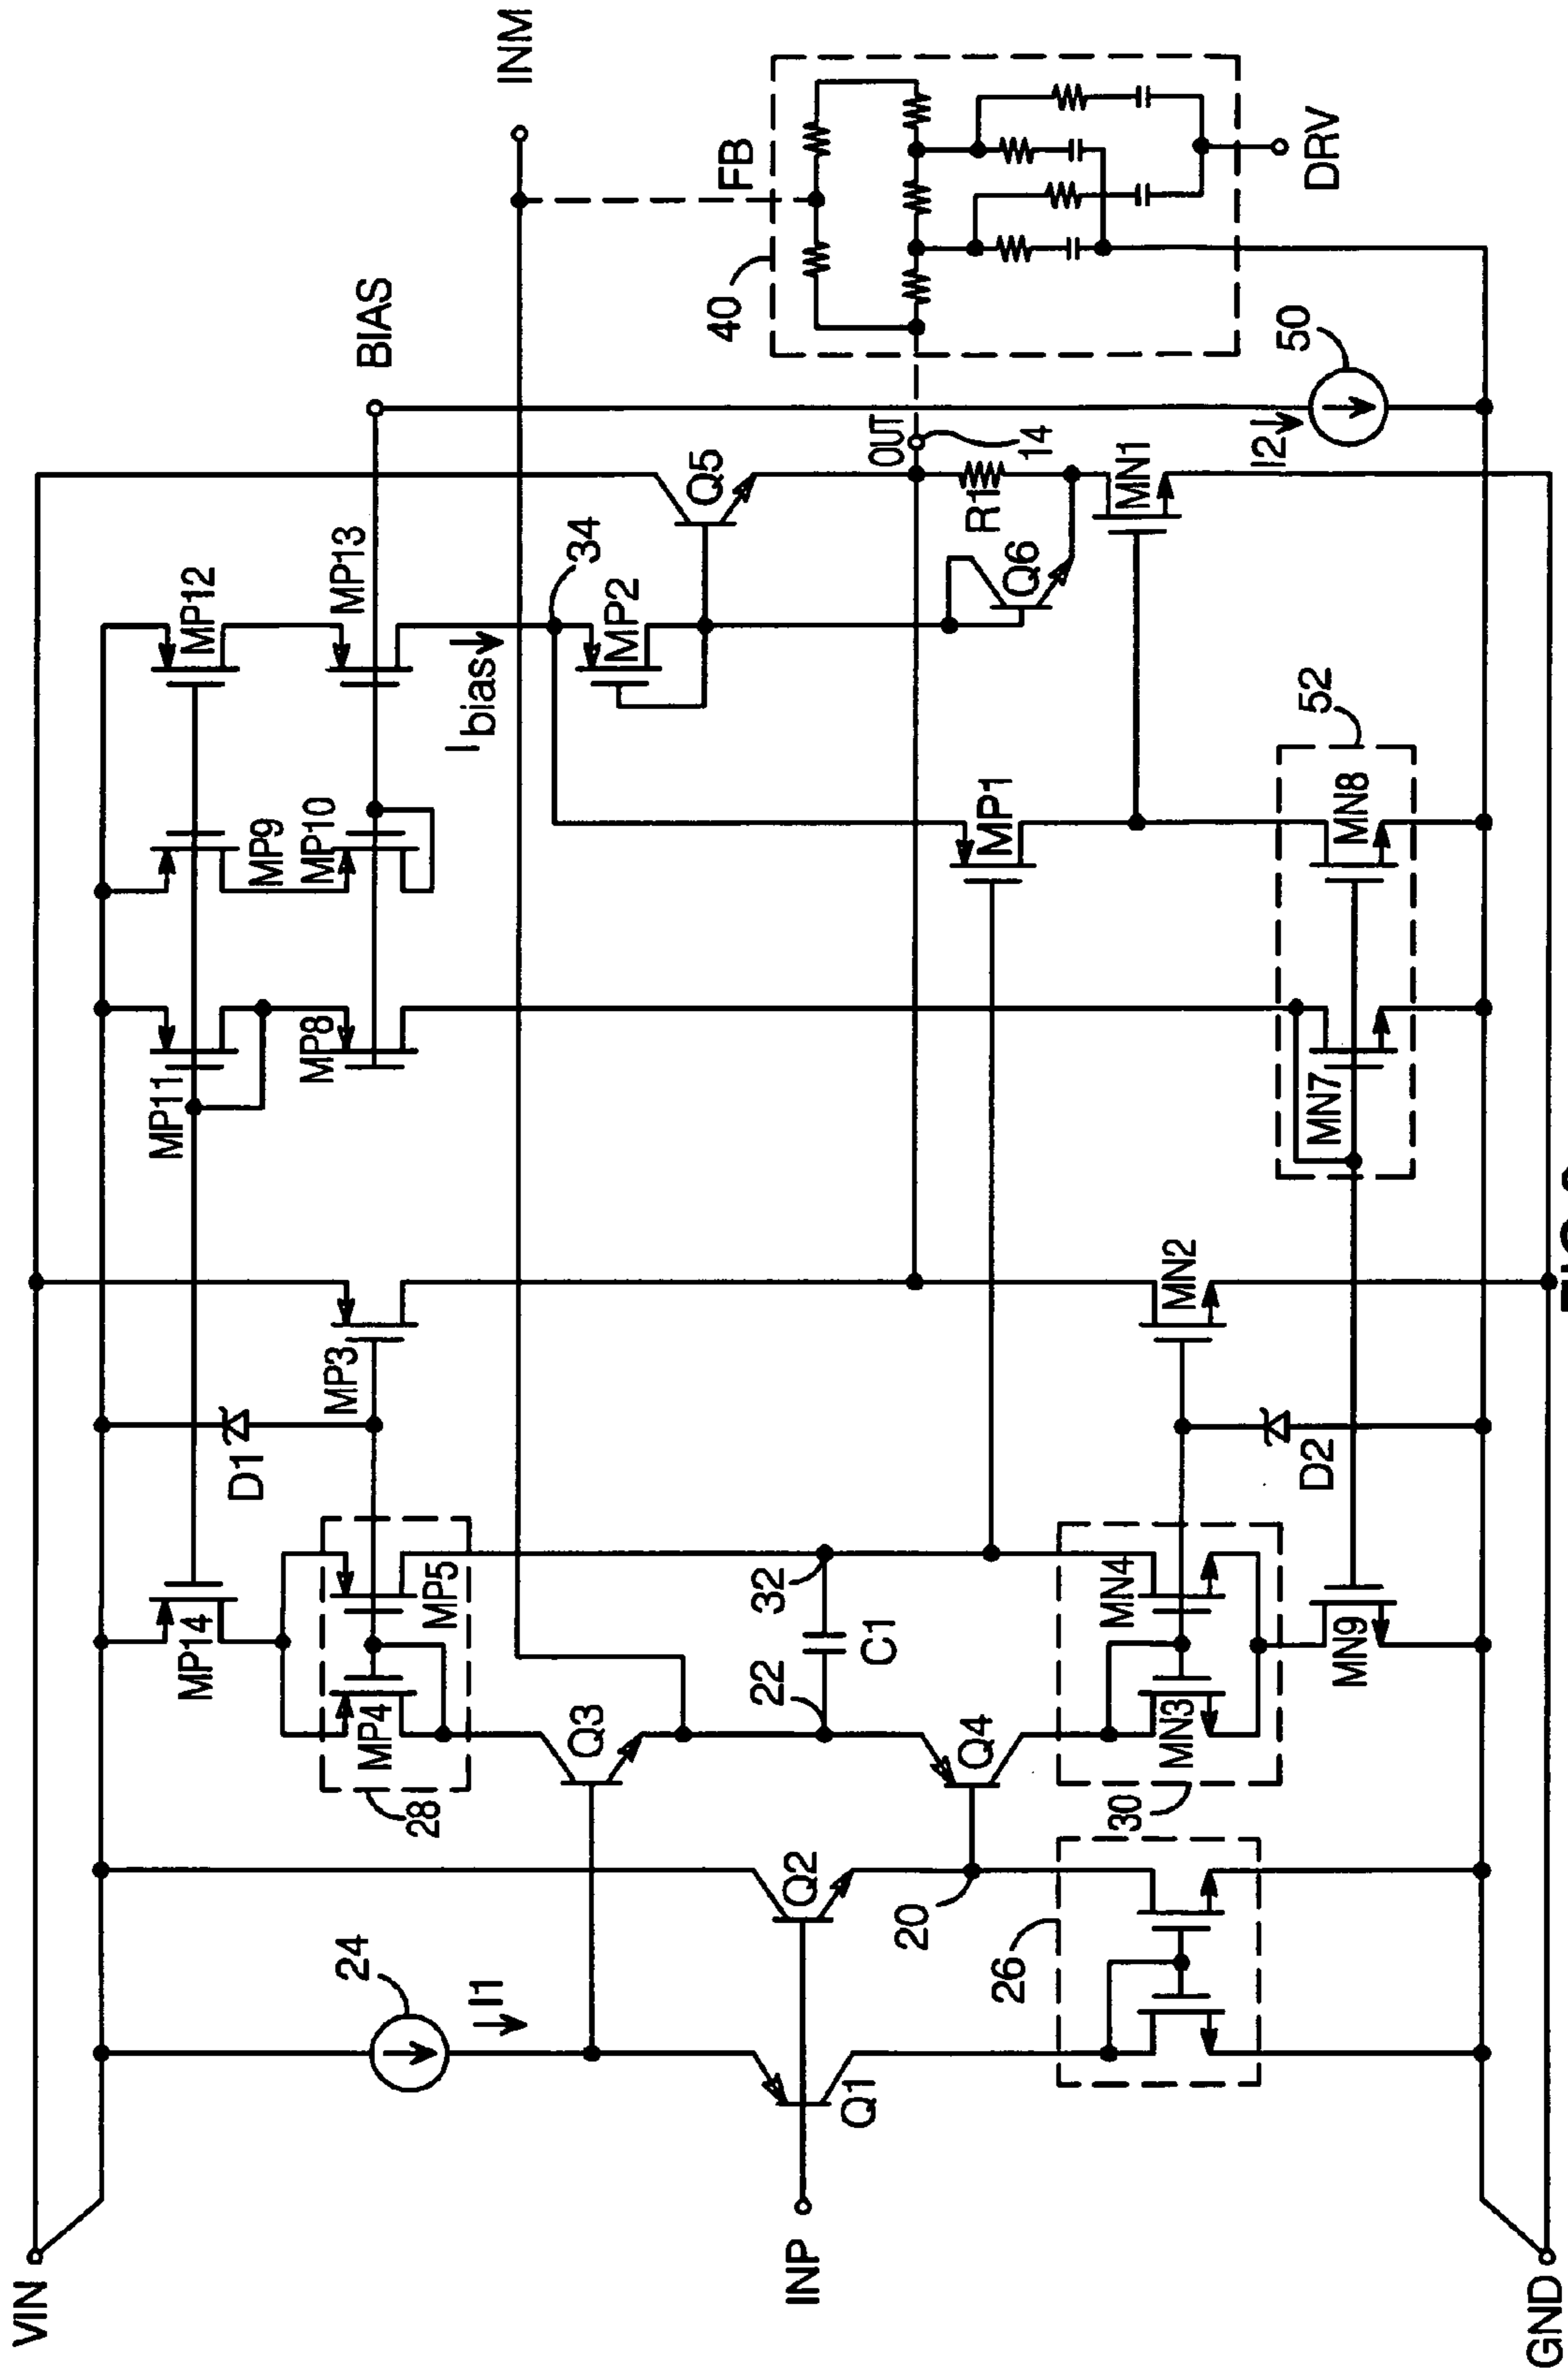 VIN
INP
GND
24
I1
Q1
Q2
20
26
Q3
Q4
28
MP4
MP5
MP14
22
32
C1
30
MN3
MN4
MN9
D1
D2
MP3
MN2
MP11
MP8
MP9
MP10
MP12
MP13
Ibias
34
MP2
MP1
MN7
MN8
52
Q5
Q6
R1
MN1
OUT
14
BIAS
I2
50
INM
FB
40
DRV